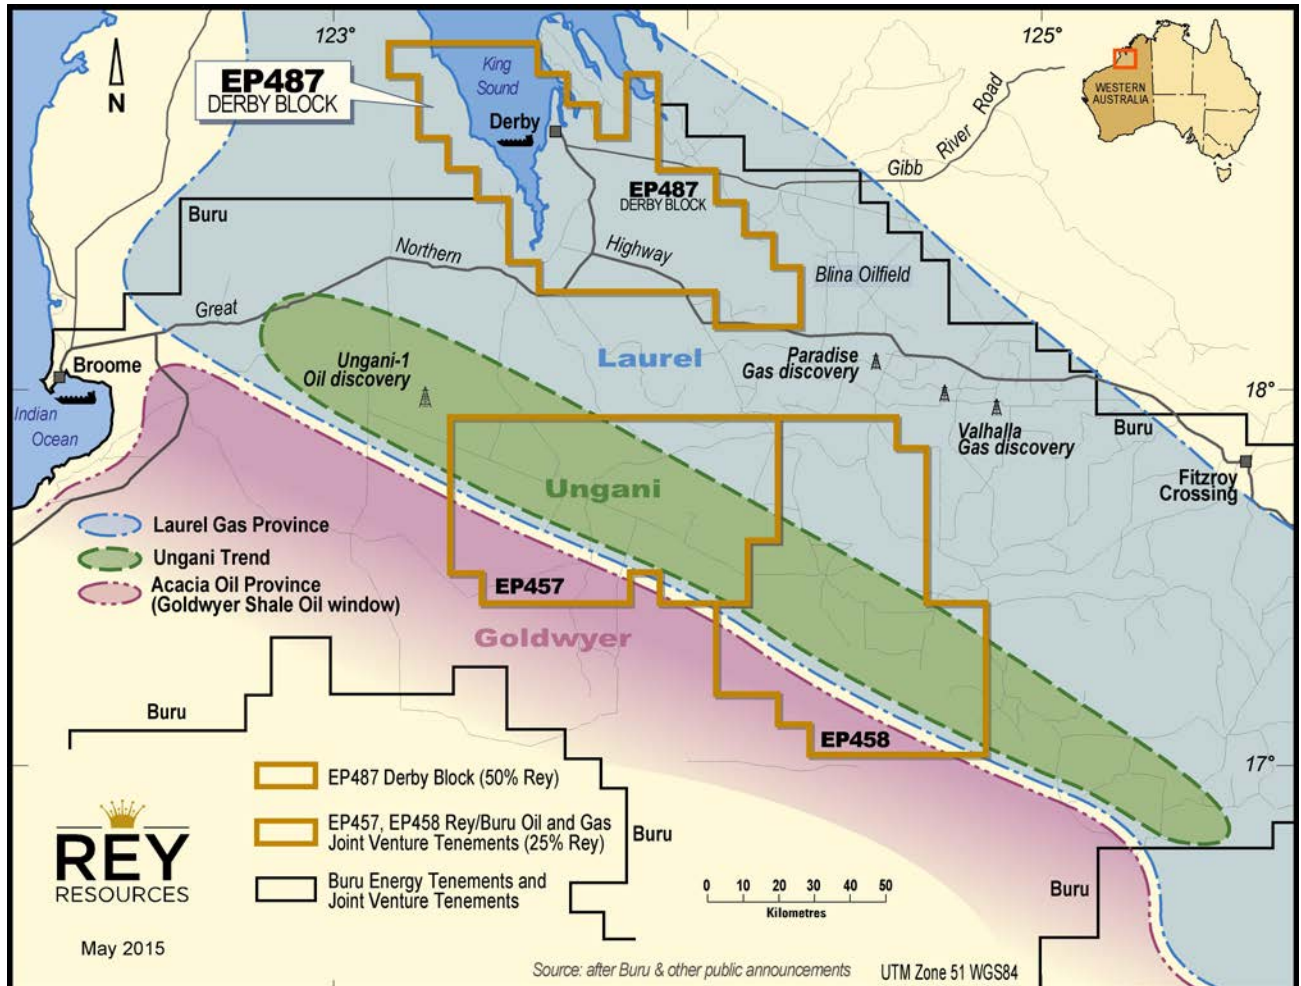 123°
125°
EP487
DERBY BLOCK
N
King
Sound
Derby
WESTERN
AUSTRALIA
Gibb
River Road
EP487
DERBY BLOCK
Buru
Northern
Highway
Blina Oilfield
Great
Ungani-1
Oil discovery
Laurel
Paradise
Gas discovery
Broome
18°
Indian
Ocean
Valhalla
Gas discovery
Buru
Fitzroy
Crossing
Ungani
Laurel Gas Province
Ungani Trend
Acacia Oil Province
(Goldwyer Shale Oil window)
EP457
Goldwyer
Buru
EP458
17°
EP487 Derby Block (50% Rey)
EP457, EP458 Rey/Buru Oil and Gas
Joint Venture Tenements (25% Rey)
Buru Energy Tenements and
Joint Venture Tenements
Buru
REY
RESOURCES
May 2015
Buru
0 10 20 30 40 50
Kilometres
Source: after Buru & other public announcements
UTM Zone 51 WGS84